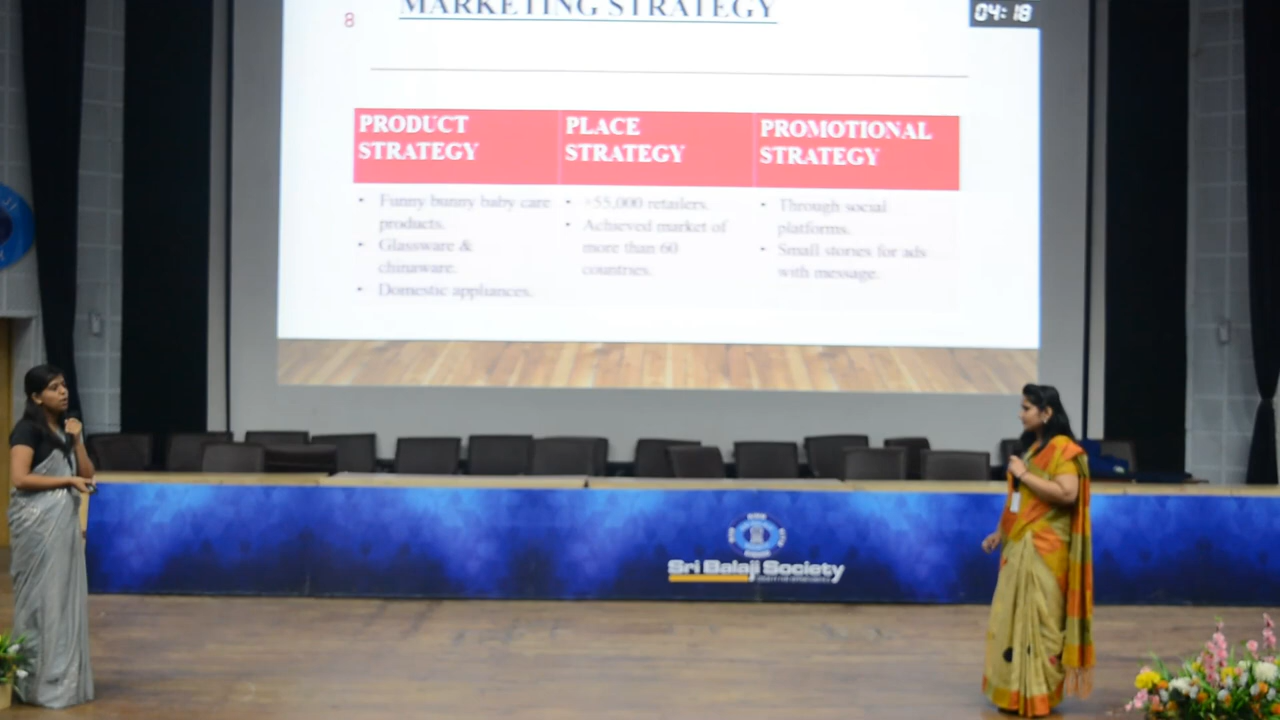 MARKETING STRATEGY
8
04:18
PRODUCT
STRATEGY
PLACE
STRATEGY
PROMOTIONAL
STRATEGY
• Funny bunny baby care
products.
• Glassware &
chinaware.
• Domestic appliances.
• +55,000 retailers.
• Achieved market of
more than 60
countries.
• Through social
platforms.
• Small stories for ads
with message.
Sri Balaji Society